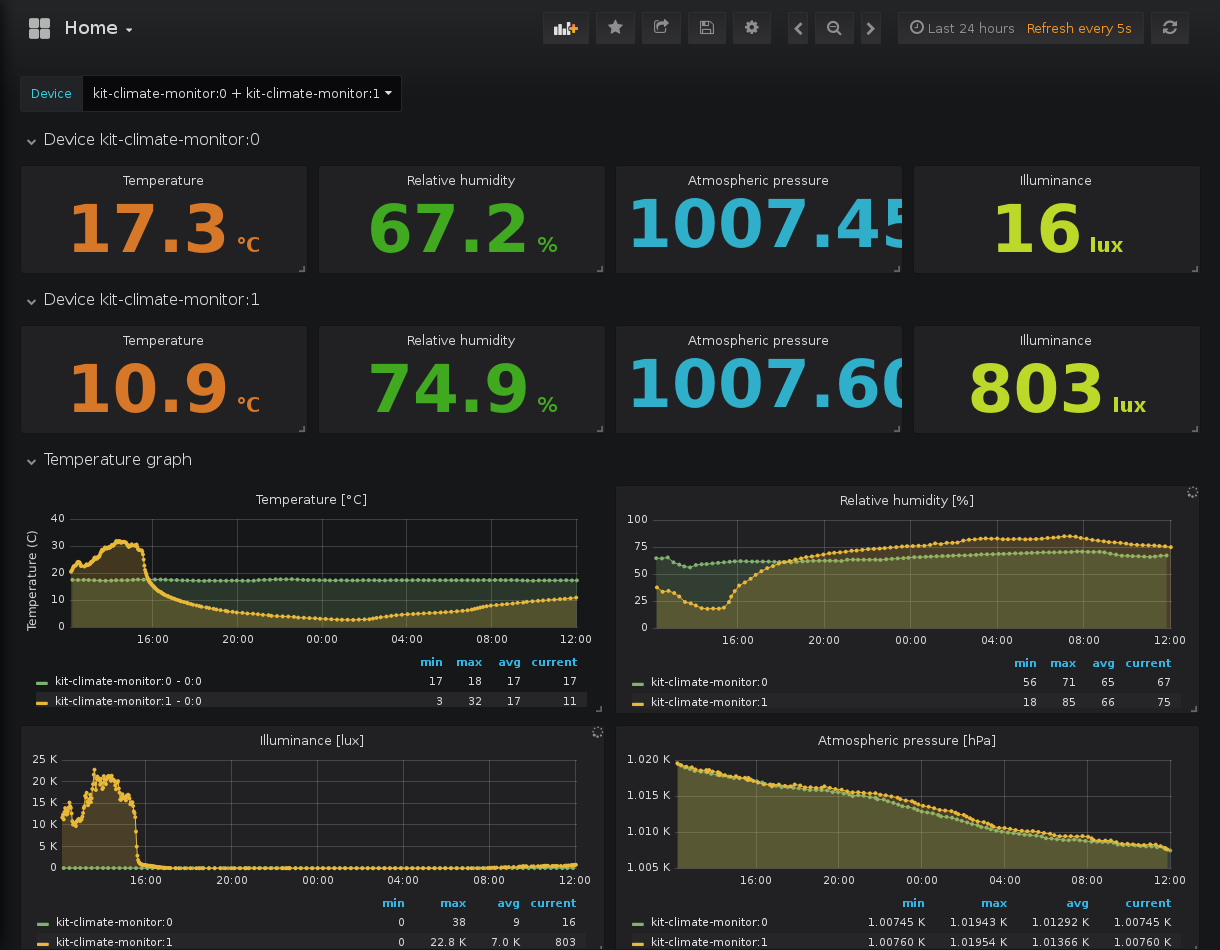 Home
Last 24 hours Refresh every 5s
Device kit-climate-monitor:0 + kit-climate-monitor:1
Device kit-climate-monitor:0
Temperature Relative humidity Atmospheric pressure Illuminance
17.3 °C 67.2 % 1007.45 16 lux
Device kit-climate-monitor:1
Temperature Relative humidity Atmospheric pressure Illuminance
10.9 °C 74.9 % 1007.60 803 lux
Temperature graph
Temperature [°C]
Temperature (C)
40
30
20
10
0
16:00 20:00 00:00 04:00 08:00 12:00
min max avg current
kit-climate-monitor:0 - 0:0 17 18 17 17
kit-climate-monitor:1 - 0:0 3 32 17 11
Relative humidity [%]
100
75
50
25
0
16:00 20:00 00:00 04:00 08:00 12:00
min max avg current
kit-climate-monitor:0 56 71 65 67
kit-climate-monitor:1 18 85 66 75
Illuminance [lux]
25 K
20 K
15 K
10 K
5 K
0
16:00 20:00 00:00 04:00 08:00 12:00
min max avg current
kit-climate-monitor:0 0 38 9 16
kit-climate-monitor:1 0 22.8 K 7.0 K 803
Atmospheric pressure [hPa]
1.020 K
1.015 K
1.010 K
1.005 K
16:00 20:00 00:00 04:00 08:00 12:00
min max avg current
kit-climate-monitor:0 1.00745 K 1.01943 K 1.01292 K 1.00745 K
kit-climate-monitor:1 1.00760 K 1.01954 K 1.01366 K 1.00760 K